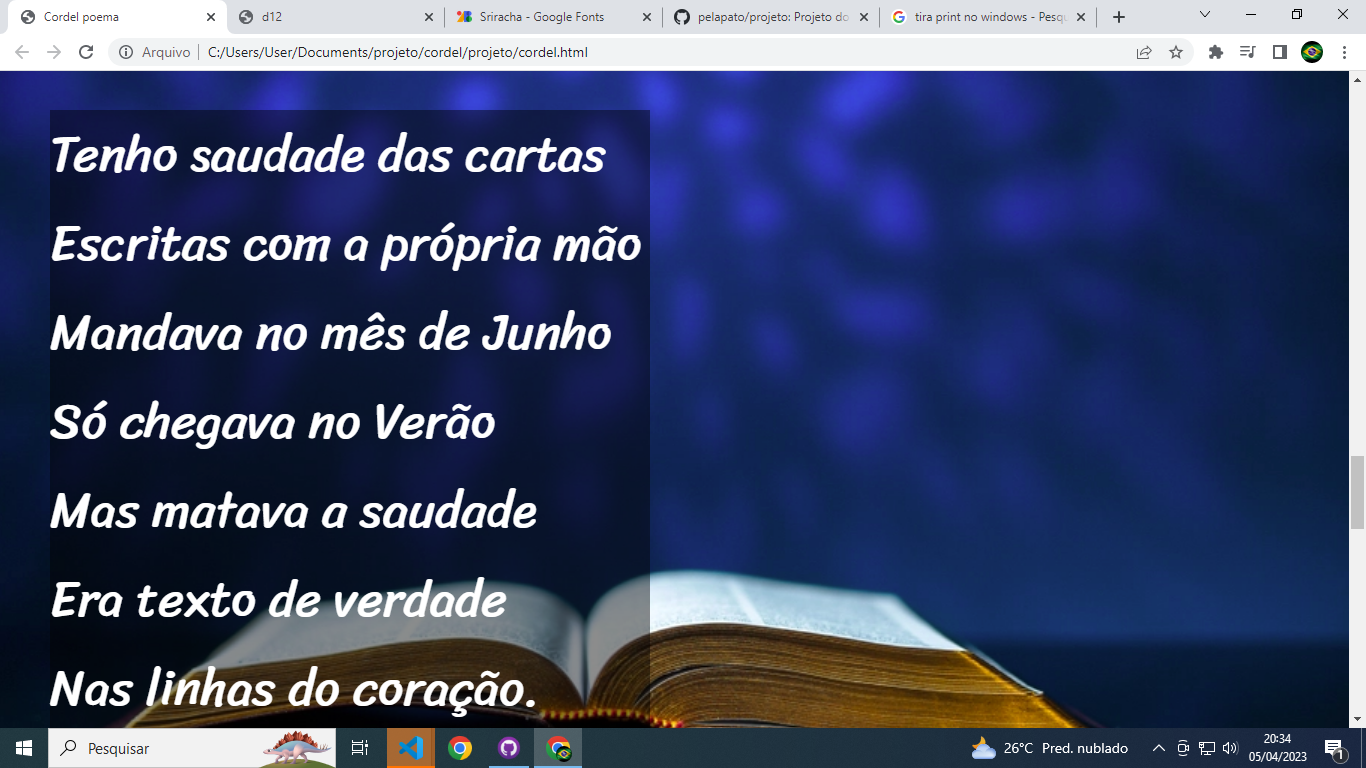 Cordel poema
d12
Sriracha - Google Fonts
pelapato/projeto: Projeto do
tira print no windows - Pesqu
Arquivo
C:/Users/User/Documents/projeto/cordel/projeto/cordel.html
Tenho saudade das cartas
Escritas com a própria mão
Mandava no mês de Junho
Só chegava no Verão
Mas matava a saudade
Era texto de verdade
Nas linhas do coração.
Pesquisar
26°C Pred. nublado
20:34
05/04/2023
1